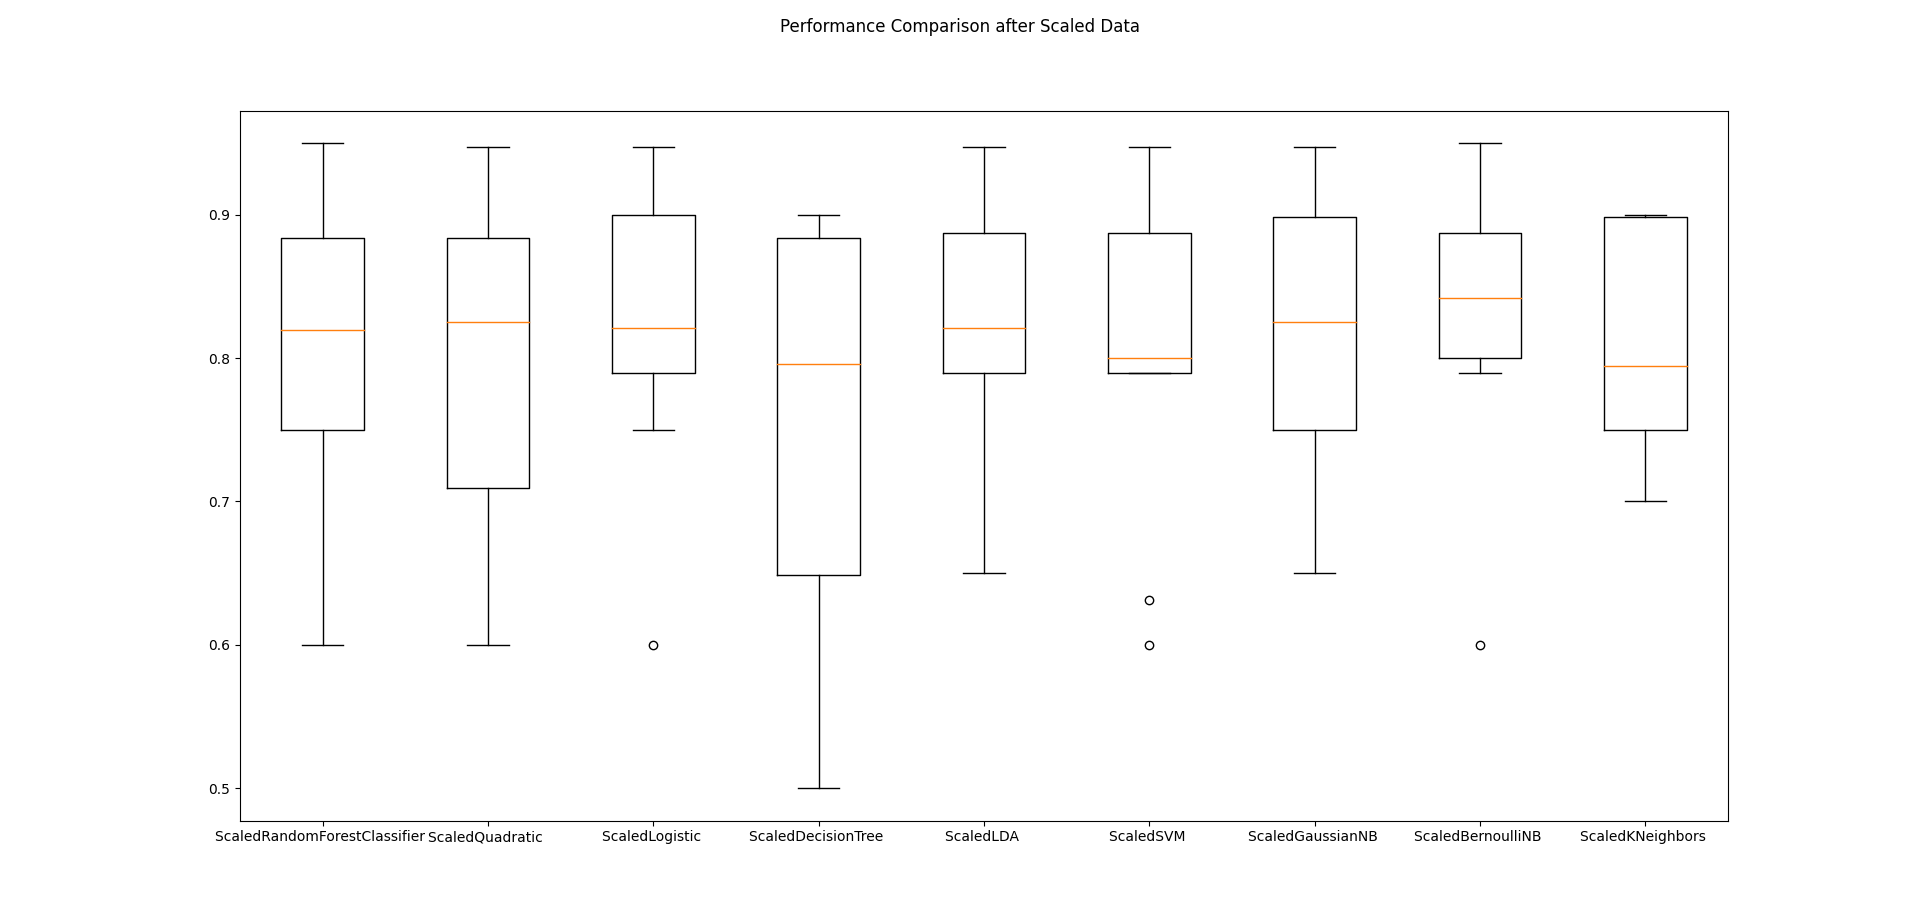 Performance Comparison after Scaled Data
0.9
0.8
0.7
0.6
0.5
ScaledRandomForestClassifier ScaledQuadratic ScaledLogistic ScaledDecisionTree ScaledLDA ScaledSVM ScaledGaussianNB ScaledBernoulliNB ScaledKNeighbors